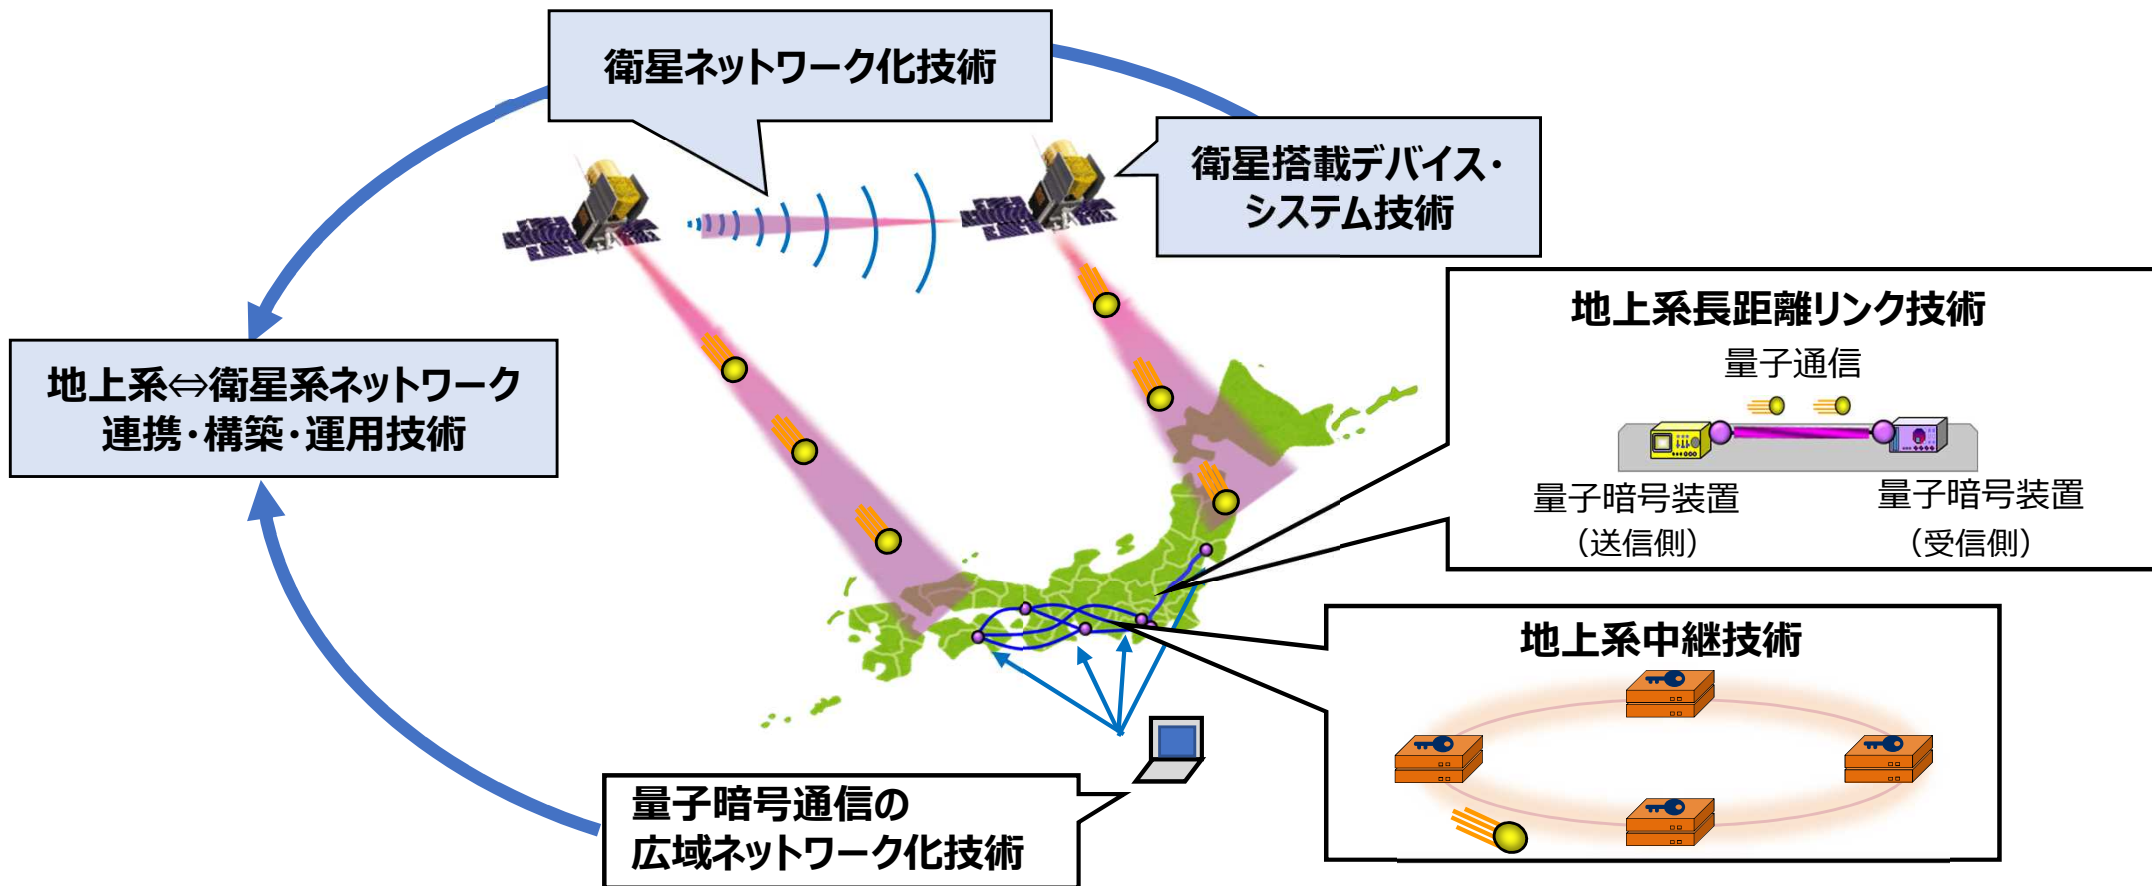 衛星ネットワーク化技術
衛星搭載デバイス・
システム技術
地上系⇔衛星系ネットワーク
連携・構築・運用技術
地上系長距離リンク技術
量子通信
量子暗号装置
(送信側)
量子暗号装置
(受信側)
地上系中継技術
量子暗号通信の
広域ネットワーク化技術